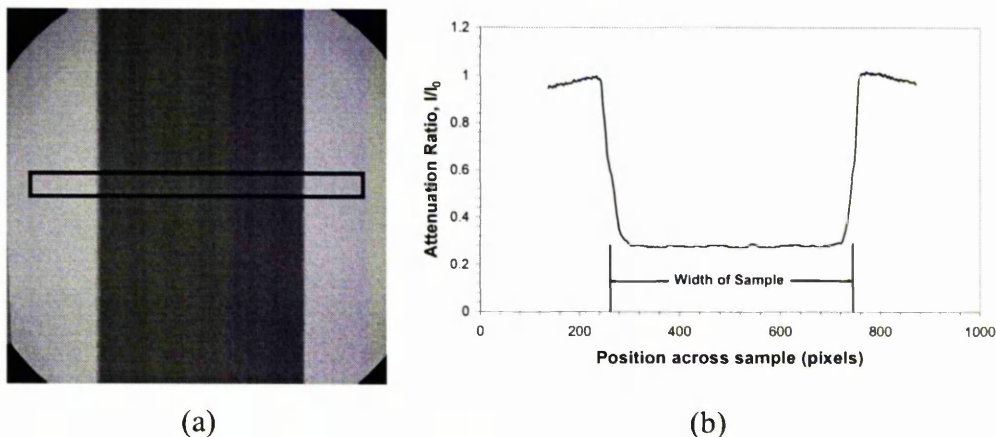 1.2
1
0.8
0.6
0.4
0.2
0
Attenuation Ratio, I/I₀
Width of Sample
0 200 400 600 800 1000
Position across sample (pixels)
(a) (b)